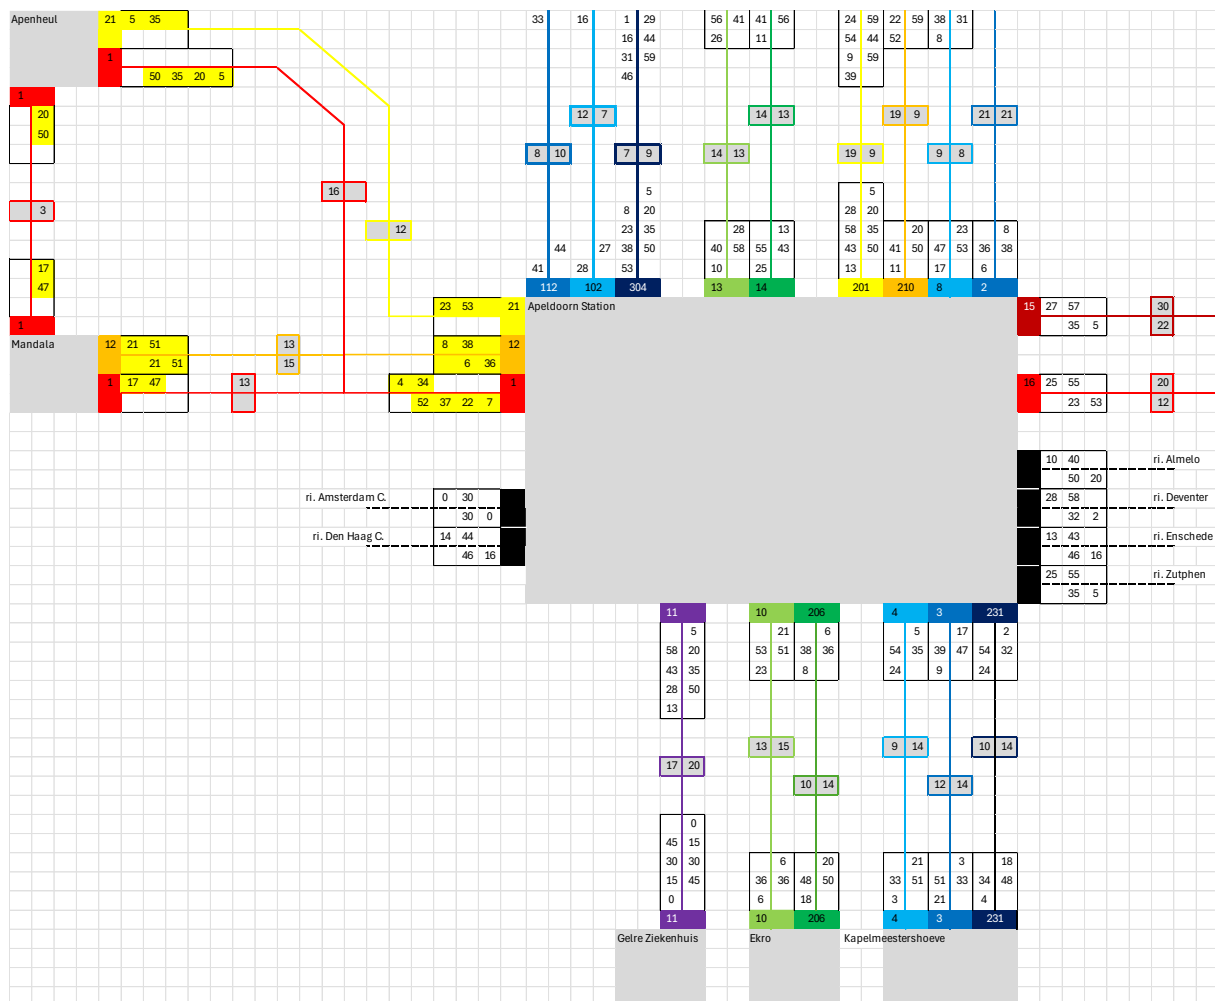 Apenheul 21 5 35 33 16 1 29 56 41 41 56 24 59 22 59 38 31
16 44 26 11 54 44 52 8
1 31 59 9 59
50 35 20 5 46 39
1
20 12 7 14 13 19 9 21 21
50
8 10 7 9 14 13 19 9 9 8
16 5 5
3 8 20 28 20
12 23 35 28 13 58 35 20 23 8
44 27 38 50 40 58 55 43 43 50 41 50 47 53 36 38
17 41 28 53 10 25 13 11 17 6
47 112 102 304 13 14 201 210 8 2
23 53 21 Apeldoorn Station 15 27 57 30
1 35 5 22
Mandala 12 21 51 13 8 38 12
21 51 15 6 36
1 17 47 13 4 34 1 16 25 55 20
52 37 22 7 23 53 12
10 40 ri. Almelo
50 20
ri. Amsterdam C. 0 30 28 58 ri. Deventer
30 0 32 2
ri. Den Haag C. 14 44 13 43 ri. Enschede
46 16 46 16
25 55 ri. Zutphen
35 5
11 10 206 4 3 231
5 21 6 5 17 2
58 20 53 51 38 36 54 35 39 47 54 32
43 35 23 8 24 9 24
28 50
13
13 15 9 14 10 14
17 20
10 14 12 14
0
45 15
30 30 6 20 21 3 18
15 45 36 36 48 50 33 51 51 33 34 48
0 6 18 3 21 4
11 10 206 4 3 231
Gelre Ziekenhuis Ekro Kapelmeestershoeve